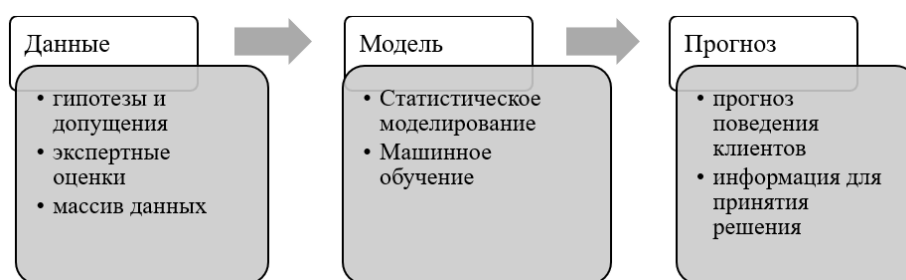 Данные
• гипотезы и
допущения
• экспертные
оценки
• массив данных
Модель
• Статистическое
моделирование
• Машинное
обучение
Прогноз
• прогноз
поведения
клиентов
• информация для
принятия
решения